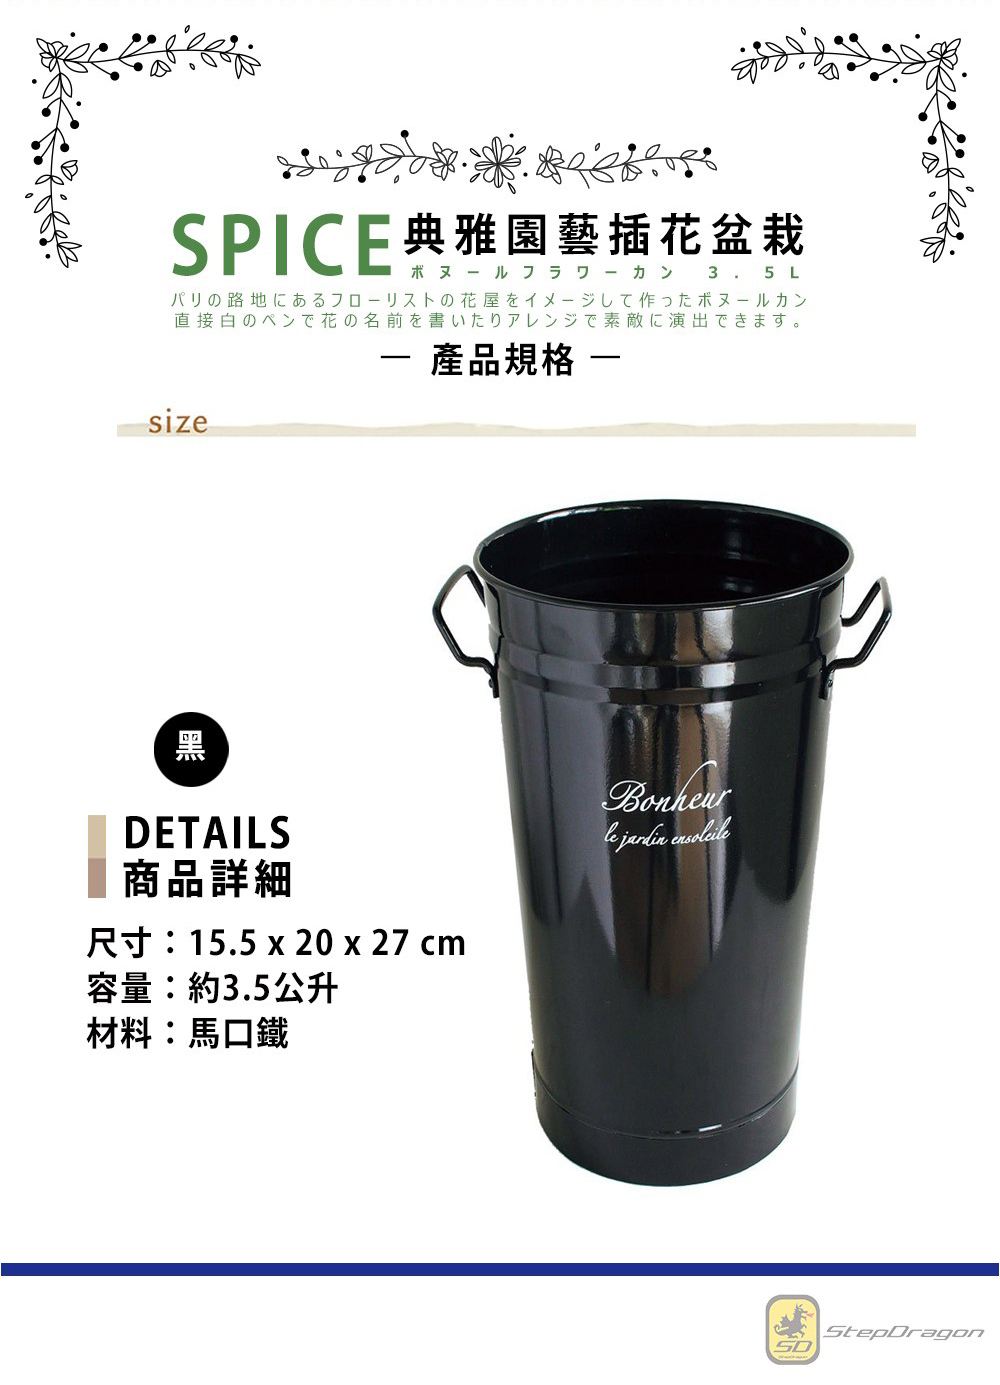 SPICE 典雅園藝插花盆栽
ボヌールフラワーカン 3.5L
パリの路地にあるフローリストの花屋をイメージして作ったボヌールカン
直接白のペンで花の名前を書いたりアレンジで素敵に演出できます。
— 產品規格 —
size
黑
Bonheur
le jardin ensoleile
DETAILS
商品詳細
尺寸：15.5 x 20 x 27 cm
容量：約3.5公升
材料：馬口鐵
SD
StepDragon
StepDragon